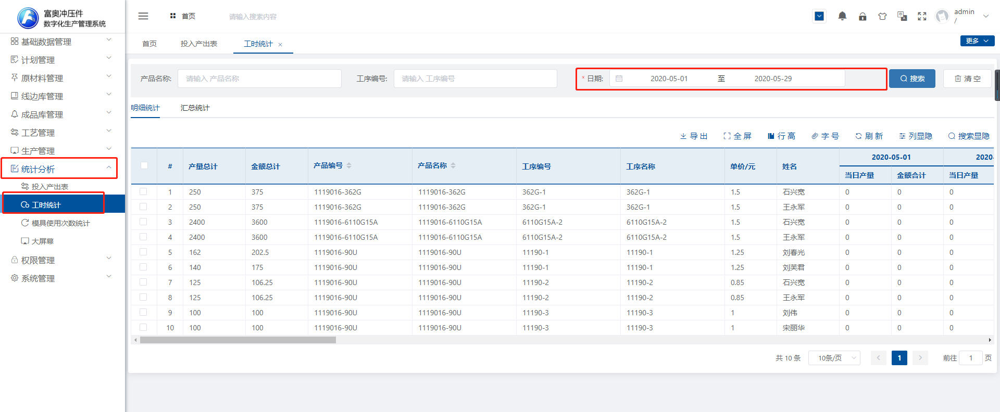 富奥冲压件
数字化生产管理系统
首页
请输入搜索内容
admin
/
基础数据管理
计划管理
原材料管理
线边库管理
成品库管理
工艺管理
生产管理
统计分析
投入产出表
工时统计
模具使用次数统计
大屏幕
权限管理
系统管理
首页 投入产出表 工时统计 ×
更多
产品名称: 请输入 产品名称 工序编号: 请输入 工序编号 * 日期: 2020-05-01 至 2020-05-29 搜索 清 空
明细统计 汇总统计
导 出 全 屏 行 高 字 号 刷 新 列显隐 搜索显隐
# 产量总计 金额总计 产品编号 产品名称 工序编号 工序名称 单价/元 姓名 2020-05-01 2020-
当日产量 金额合计 当日产量
1 250 375 1119016-362G 1119016-362G 362G-1 362G-1 1.5 石兴宽 0 0 0
2 250 375 1119016-362G 1119016-362G 362G-1 362G-1 1.5 王永军 0 0 0
3 2400 3600 1119016-6110G15A 1119016-6110G15A 6110G15A-2 6110G15A-2 1.5 石兴宽 0 0 0
4 2400 3600 1119016-6110G15A 1119016-6110G15A 6110G15A-2 6110G15A-2 1.5 王永军 0 0 0
5 162 202.5 1119016-90U 1119016-90U 11190-1 11190-1 1.25 刘春光 0 0 0
6 140 175 1119016-90U 1119016-90U 11190-1 11190-1 1.25 刘芙君 0 0 0
7 125 106.25 1119016-90U 1119016-90U 11190-2 11190-2 0.85 石兴宽 0 0 0
8 125 106.25 1119016-90U 1119016-90U 11190-2 11190-2 0.85 王永军 0 0 0
9 100 100 1119016-90U 1119016-90U 11190-3 11190-3 1 刘伟 0 0 0
10 100 100 1119016-90U 1119016-90U 11190-3 11190-3 1 宋丽华 0 0 0
共 10 条 10条/页 1 前往 1 页